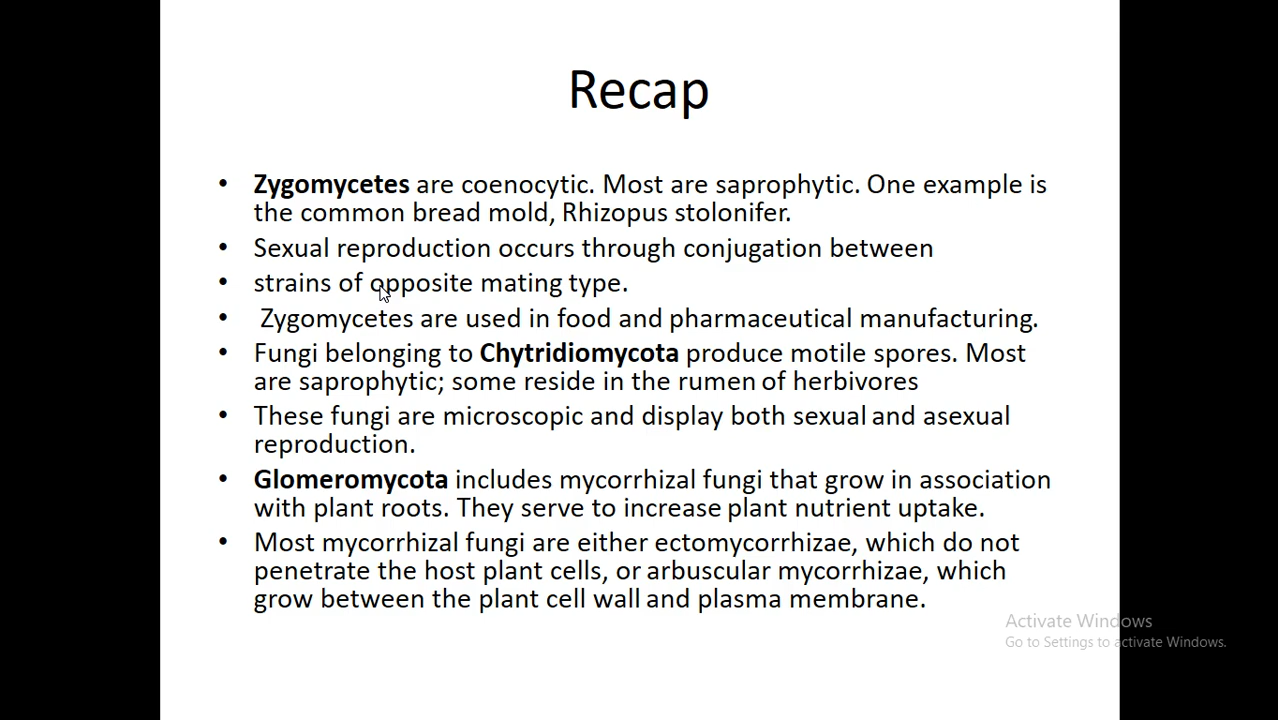 Recap
• Zygomycetes are coenocytic. Most are saprophytic. One example is
the common bread mold, Rhizopus stolonifer.
• Sexual reproduction occurs through conjugation between
• strains of opposite mating type.
• Zygomycetes are used in food and pharmaceutical manufacturing.
• Fungi belonging to Chytridiomycota produce motile spores. Most
are saprophytic; some reside in the rumen of herbivores
• These fungi are microscopic and display both sexual and asexual
reproduction.
• Glomeromycota includes mycorrhizal fungi that grow in association
with plant roots. They serve to increase plant nutrient uptake.
• Most mycorrhizal fungi are either ectomycorrhizae, which do not
penetrate the host plant cells, or arbuscular mycorrhizae, which
grow between the plant cell wall and plasma membrane.
Activate Windows
Go to Settings to activate Windows.